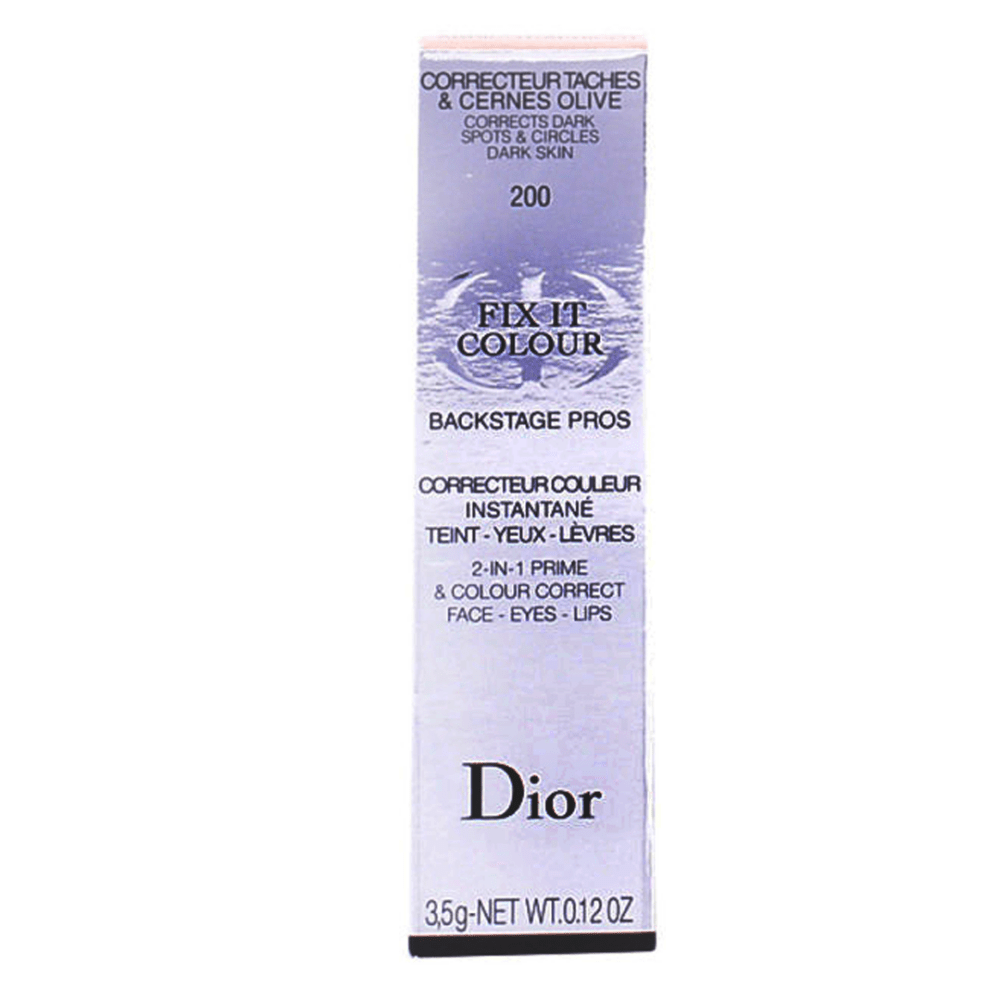 CORRECTEUR TACHES
& CERNES OLIVE
CORRECTS DARK
SPOTS & CIRCLES
DARK SKIN
200
FIX IT
COLOUR
BACKSTAGE PROS
CORRECTEUR COULEUR
INSTANTANÉ
TEINT - YEUX - LÈVRES
2-IN-1 PRIME
& COLOUR CORRECT
FACE - EYES - LIPS
Dior
3,5g-NET WT.0.12 OZ